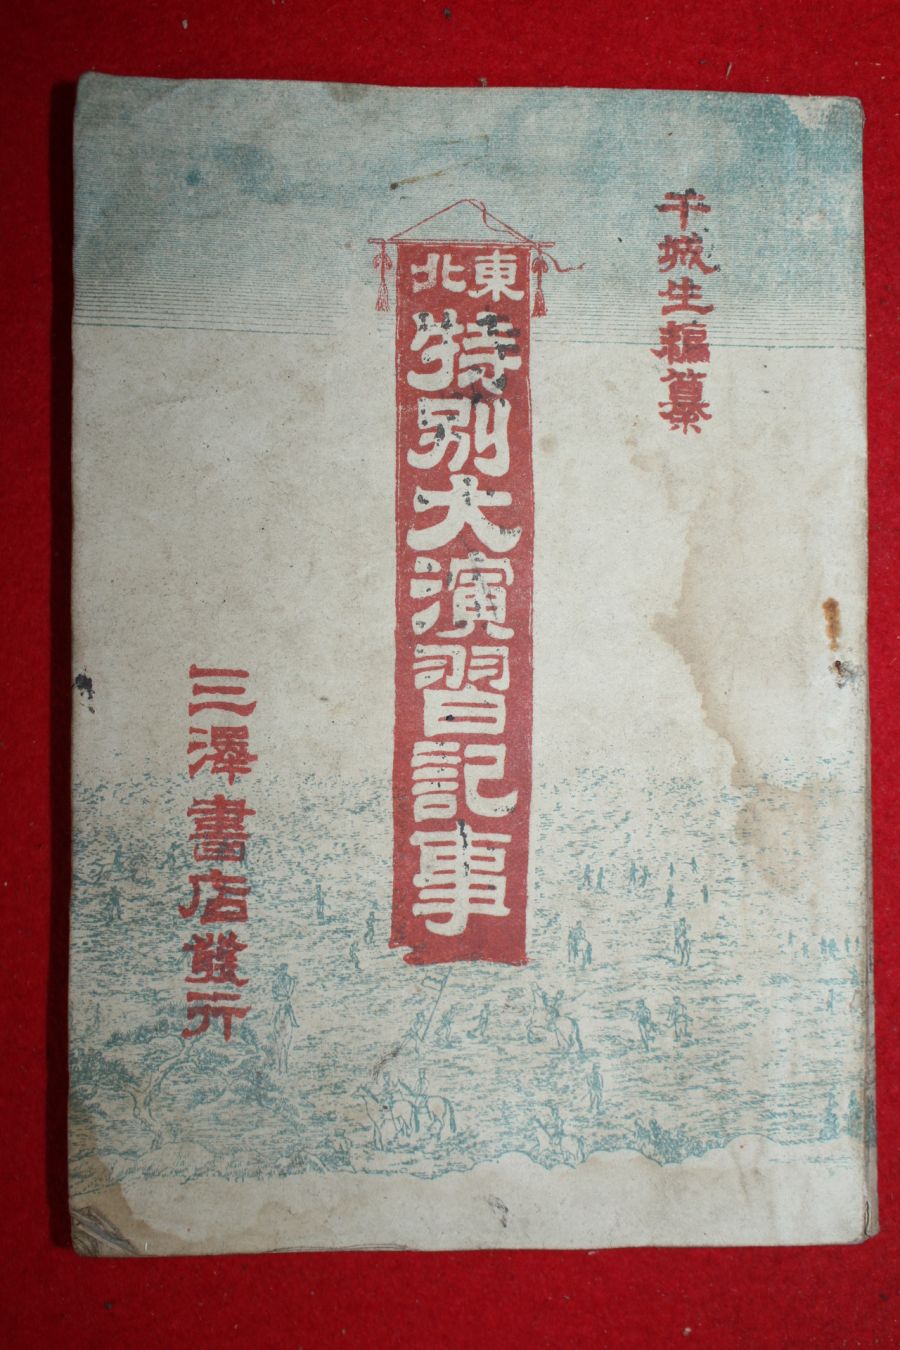 干城生編纂
東北
特別大演習記事
三澤書店發行